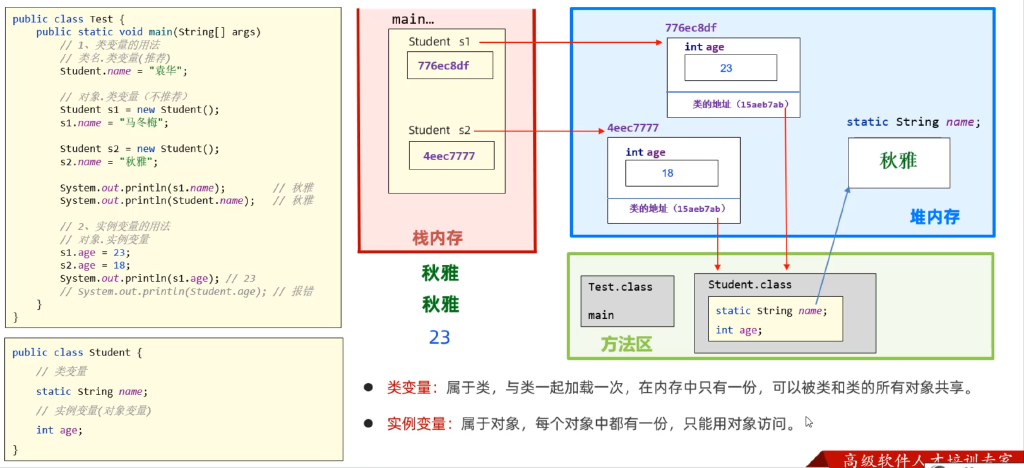 public class Test {
public static void main(String[] args)
// 1、类变量的用法
// 类名.类变量(推荐)
Student.name = "袁华";
// 对象.类变量（不推荐）
Student s1 = new Student();
s1.name = "马冬梅";
Student s2 = new Student();
s2.name = "秋雅";
System.out.println(s1.name); // 秋雅
System.out.println(Student.name); // 秋雅
// 2、实例变量的用法
// 对象.实例变量
s1.age = 23;
s2.age = 18;
System.out.println(s1.age); // 23
// System.out.println(Student.age); // 报错
}
}
public class Student {
// 类变量
static String name;
// 实例变量(对象变量)
int age;
}
main…
Student s1
776ec8df
Student s2
4eec7777
栈内存
秋雅
秋雅
23
776ec8df
int age
23
类的地址（15aeb7ab）
4eec7777
int age
18
类的地址（15aeb7ab）
static String name;
秋雅
堆内存
Test.class
main
Student.class
static String name;
int age;
方法区
● 类变量：属于类，与类一起加载一次，在内存中只有一份，可以被类和类的所有对象共享。
● 实例变量：属于对象，每个对象中都有一份，只能用对象访问。
高级软件人才培训专家